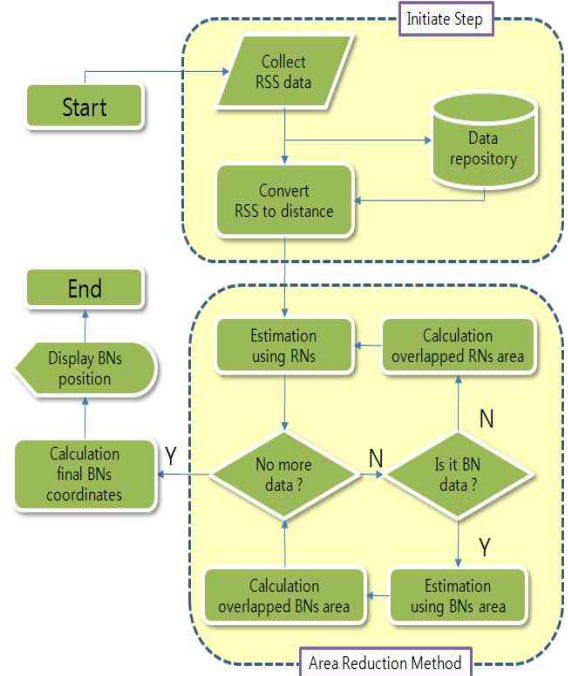 Initiate Step
Collect
RSS data
Start
Data
repository
Convert
RSS to distance
End
Estimation
using RNs
Calculation
overlapped RNs area
Display BNs
position
N
Calculation
final BNs
coordinates
Y
No more
data ?
N
Is it BN
data ?
Y
Calculation
overlapped BNs area
Estimation
using BNs area
Area Reduction Method